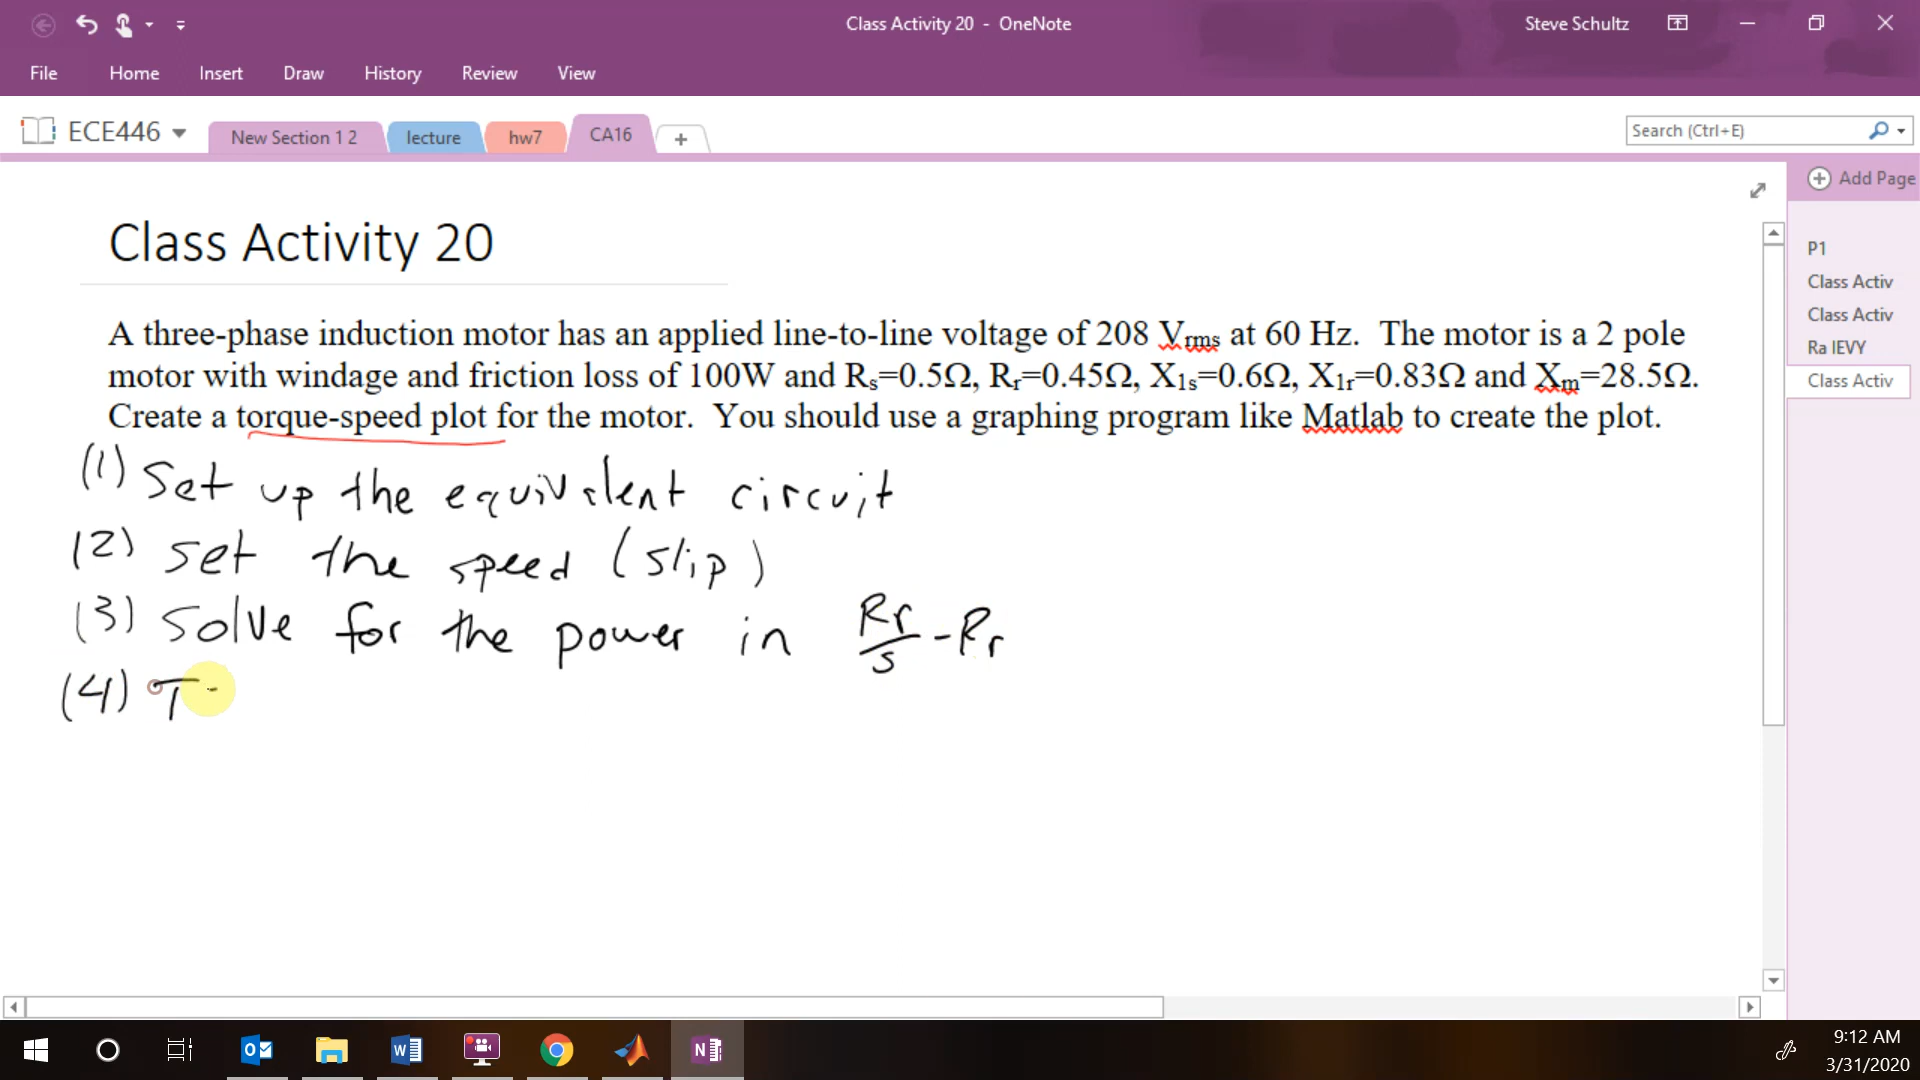 Class Activity 20 - OneNote
Steve Schultz
File Home Insert Draw History Review View
ECE446
New Section 1 2
lecture
hw7
CA16
Search (Ctrl+E)
Add Page
P1
Class Activ
Class Activ
Ra IEVY
Class Activ
Class Activity 20
A three-phase induction motor has an applied line-to-line voltage of 208 Vrms at 60 Hz. The motor is a 2 pole
motor with windage and friction loss of 100W and Rs=0.5Ω, Rr=0.45Ω, X1s=0.6Ω, X1r=0.83Ω and Xm=28.5Ω.
Create a torque-speed plot for the motor. You should use a graphing program like Matlab to create the plot.
(1) Set up the equivalent circuit
(2) set the speed (slip)
(3) Solve for the power in Rr/s - Rr
(4) T -
9:12 AM
3/31/2020